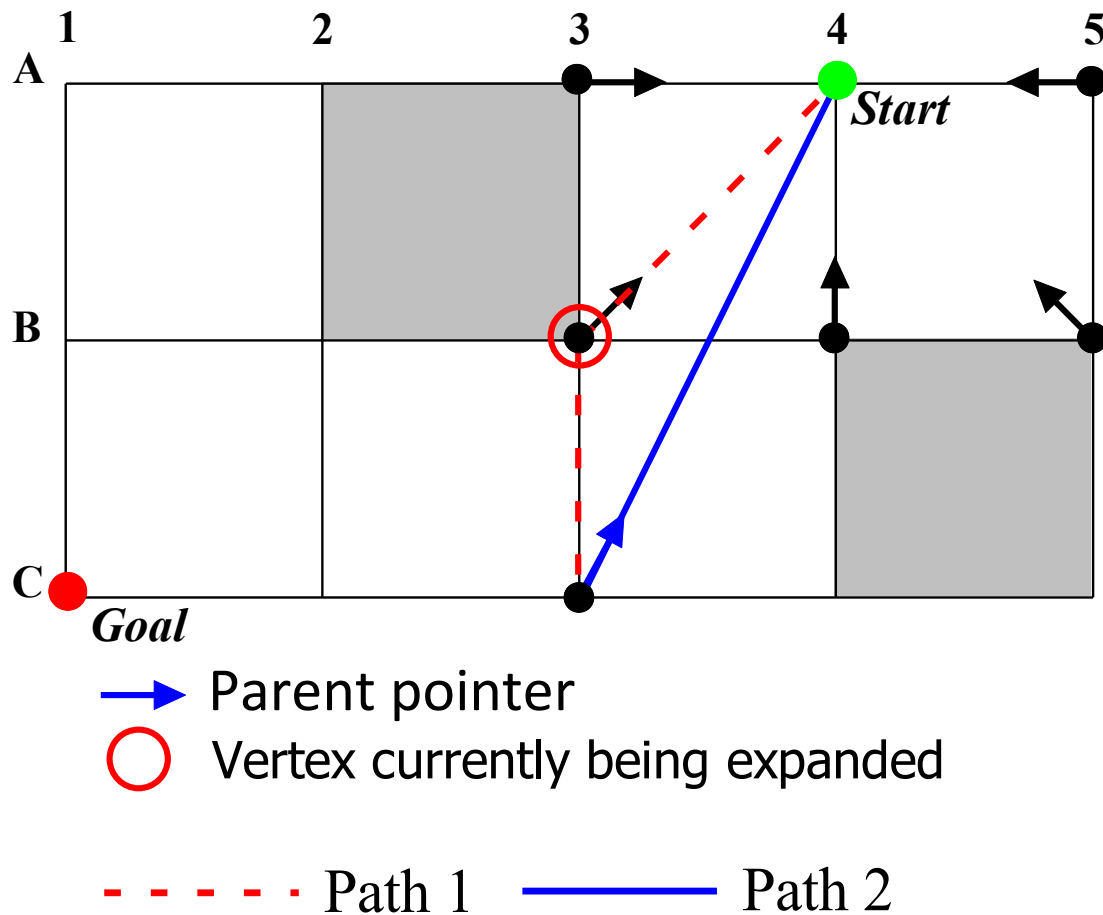 1 2 3 4 5
A
Start
B
C
Goal
Parent pointer
Vertex currently being expanded
Path 1 Path 2